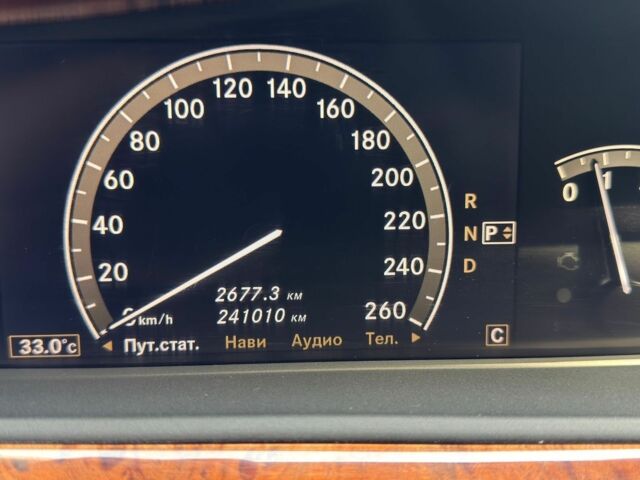 120 140
100 160
80 180
60 200
40 220
20 240
0 260
km/h
2677.3 км
241010 км
R
N P
D
0 1
33.0°C
Пут.стат. Нави Аудио Тел.
C